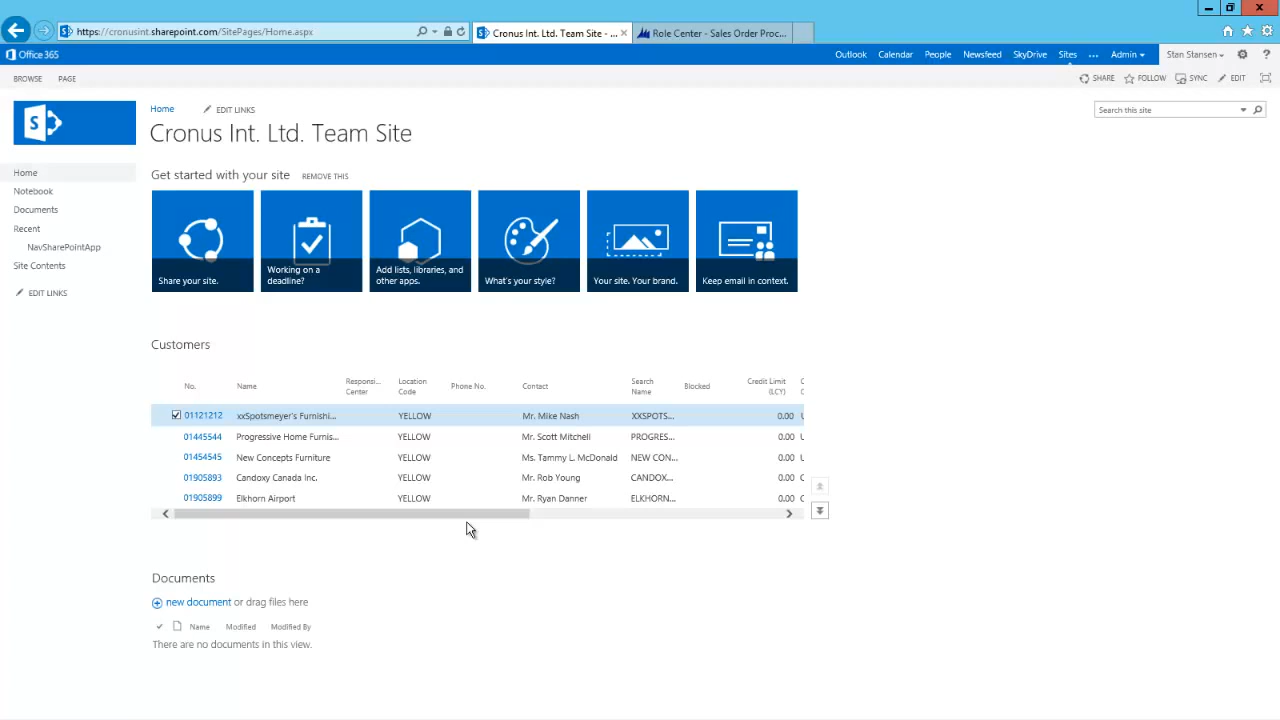 https://cronusint.sharepoint.com/SitePages/Home.aspx
Cronus Int. Ltd. Team Site - ...
Role Center - Sales Order Proc...
Office 365
Outlook Calendar People Newsfeed SkyDrive Sites ... Admin
Stan Stansen
?
BROWSE PAGE
SHARE FOLLOW SYNC EDIT
S
Home EDIT LINKS
Cronus Int. Ltd. Team Site
Search this site
Home
Notebook
Documents
Recent
NavSharePointApp
Site Contents
EDIT LINKS
Get started with your site REMOVE THIS
Share your site.
Working on a
deadline?
Add lists, libraries, and
other apps.
What's your style?
Your site. Your brand.
Keep email in context.
Customers
No. Name Responsi... Center Location Code Phone No. Contact Search Name Blocked Credit Limit (LCY)
01121212 xxSpotsmeyer's Furnishi... YELLOW Mr. Mike Nash XXSPOTS... 0.00
01445544 Progressive Home Furnis... YELLOW Mr. Scott Mitchell PROGRES... 0.00
01454545 New Concepts Furniture YELLOW Ms. Tammy L. McDonald NEW CON... 0.00
01905893 Candoxy Canada Inc. YELLOW Mr. Rob Young CANDOX... 0.00
01905899 Elkhorn Airport YELLOW Mr. Ryan Danner ELKHORN... 0.00
Documents
new document or drag files here
Name Modified Modified By
There are no documents in this view.